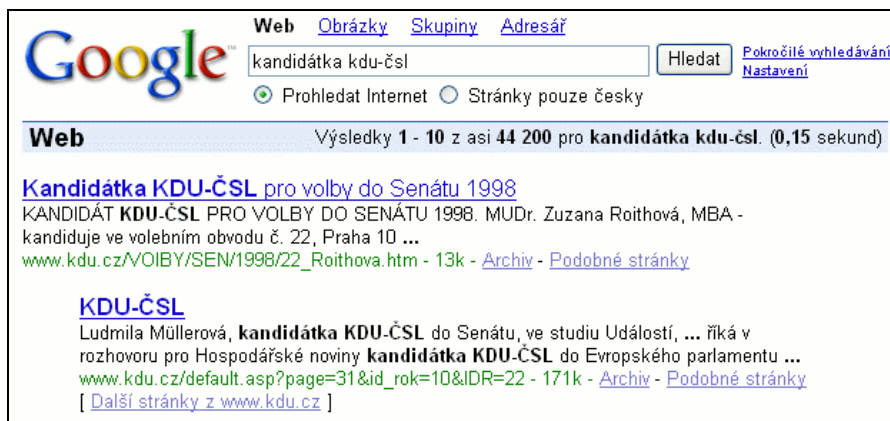 Google™
Web Obrázky Skupiny Adresář
kandidátka kdu-čsl
Hledat
Pokročilé vyhledávání
Nastavení
Prohledat Internet Stránky pouze česky
Web Výsledky 1 - 10 z asi 44 200 pro kandidátka kdu-čsl. (0,15 sekund)
Kandidátka KDU-ČSL pro volby do Senátu 1998
KANDIDÁT KDU-ČSL PRO VOLBY DO SENÁTU 1998. MUDr. Zuzana Roithová, MBA -
kandiduje ve volebním obvodu č. 22, Praha 10 ...
www.kdu.cz/VOlBY/SEN/1998/22_Roithova.htm - 13k - Archiv - Podobné stránky
KDU-ČSL
Ludmila Müllerová, kandidátka KDU-ČSL do Senátu, ve studiu Událostí, ... říká v
rozhovoru pro Hospodářské noviny kandidátka KDU-ČSL do Evropského parlamentu ...
www.kdu.cz/default.asp?page=31&id_rok=10&IDR=22 - 171k - Archiv - Podobné stránky
[ Další stránky z www.kdu.cz ]